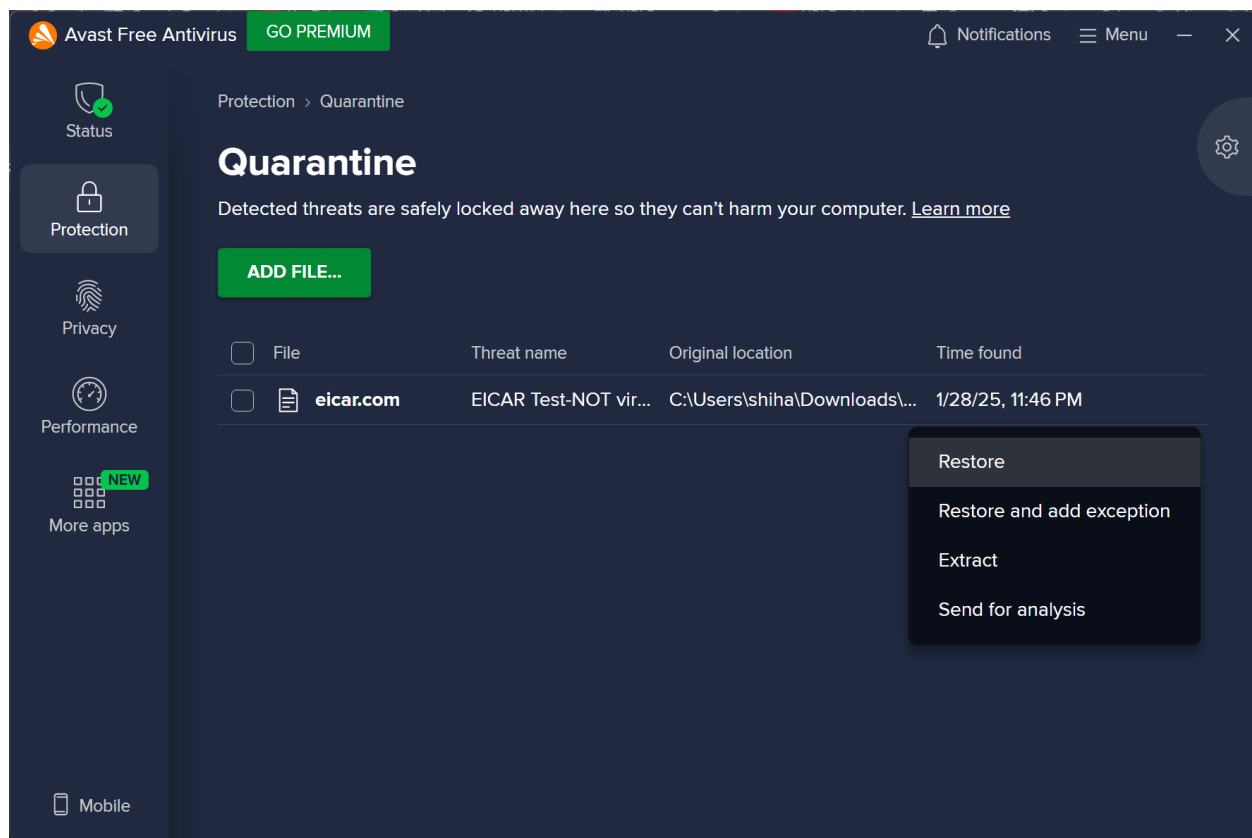 Avast Free Antivirus GO PREMIUM Notifications Menu
Status
Protection
Privacy
Performance
NEW
More apps
Mobile
Protection › Quarantine
Quarantine
Detected threats are safely locked away here so they can’t harm your computer. Learn more
ADD FILE...
File Threat name Original location Time found
eicar.com EICAR Test-NOT vir... C:\Users\shiha\Downloads\... 1/28/25, 11:46 PM
Restore
Restore and add exception
Extract
Send for analysis